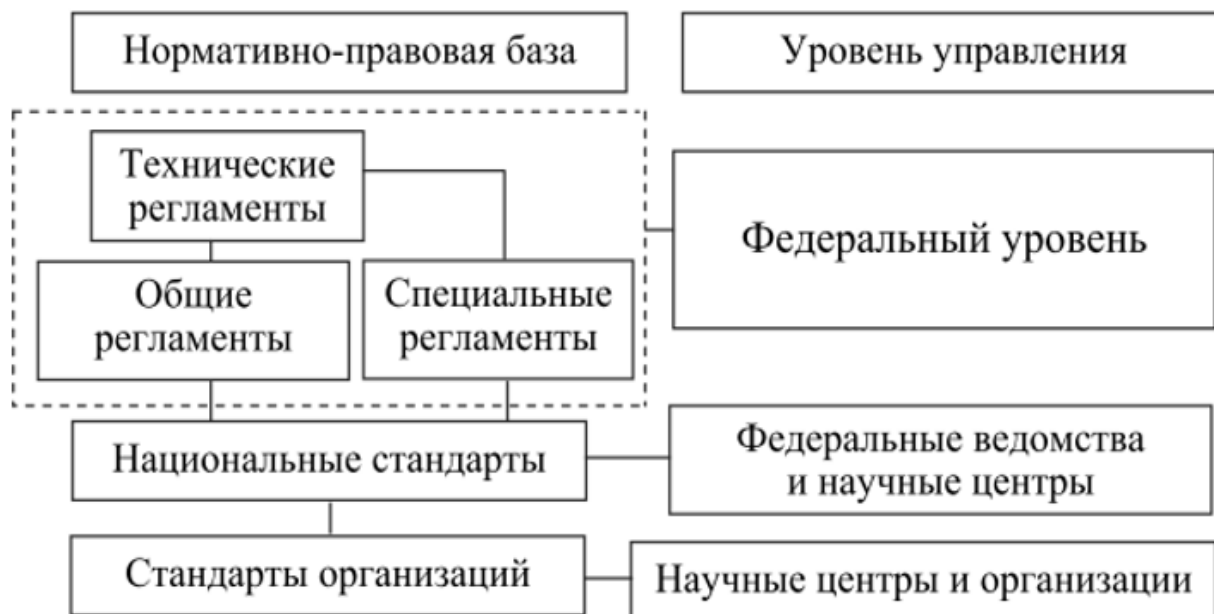 Нормативно-правовая база
Уровень управления
Технические
регламенты
Федеральный уровень
Общие
регламенты
Специальные
регламенты
Национальные стандарты
Федеральные ведомства
и научные центры
Стандарты организаций
Научные центры и организации